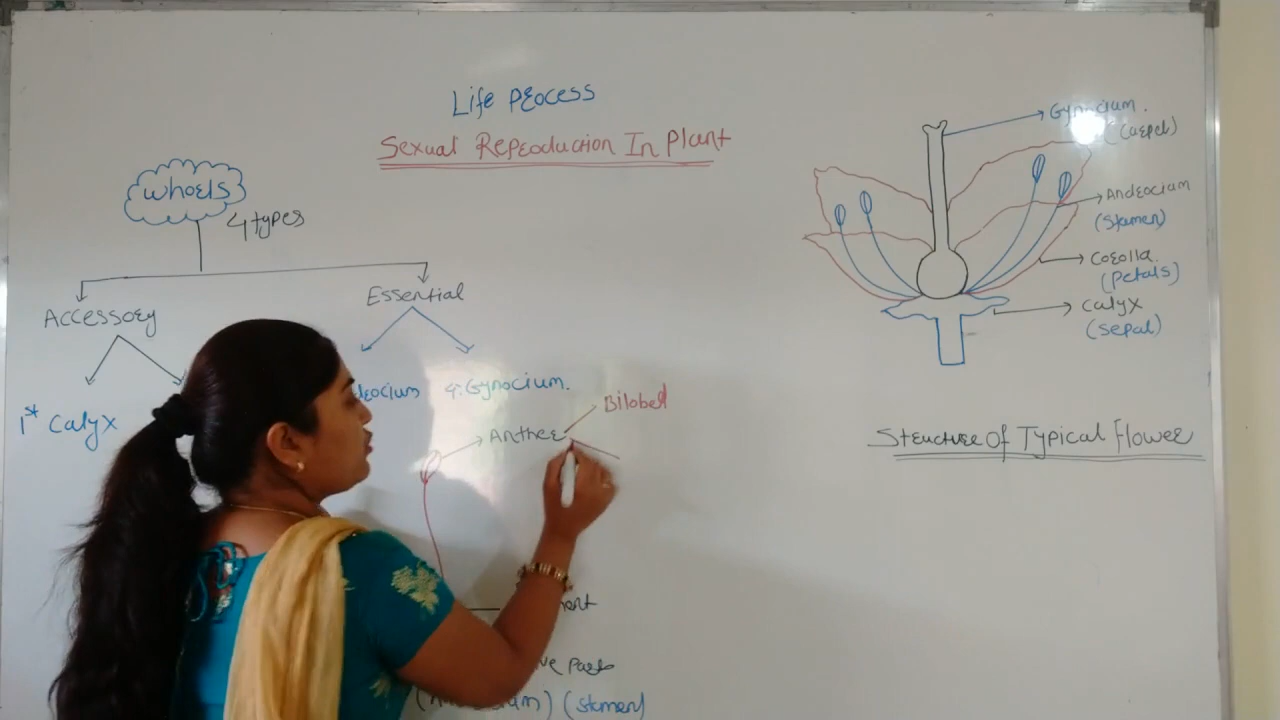 Life Process
Sexual Reproduction In Plant
Whoels
4 types
Accessory
Essential
1st Calyx
4. Gynocium.
Anther
Bilobed
(Stamen)
Gynocium.
(Carpel)
Androcium
(Stamen)
Corolla.
(Petals)
Calyx
(Sepal)
Structure Of Typical Flower